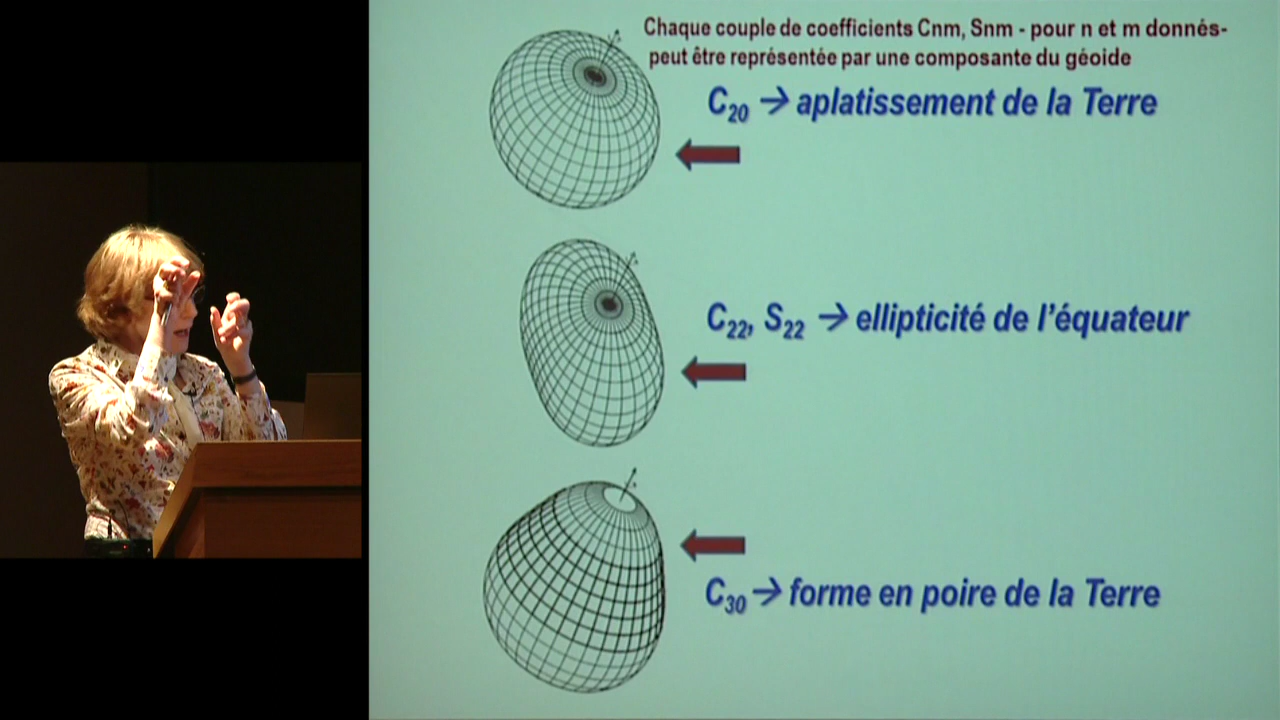 Chaque couple de coefficients Cnm, Snm - pour n et m donnés-
peut être représentée par une composante du géoide
C20 → aplatissement de la Terre
C22, S22 → ellipticité de l'équateur
C30 → forme en poire de la Terre